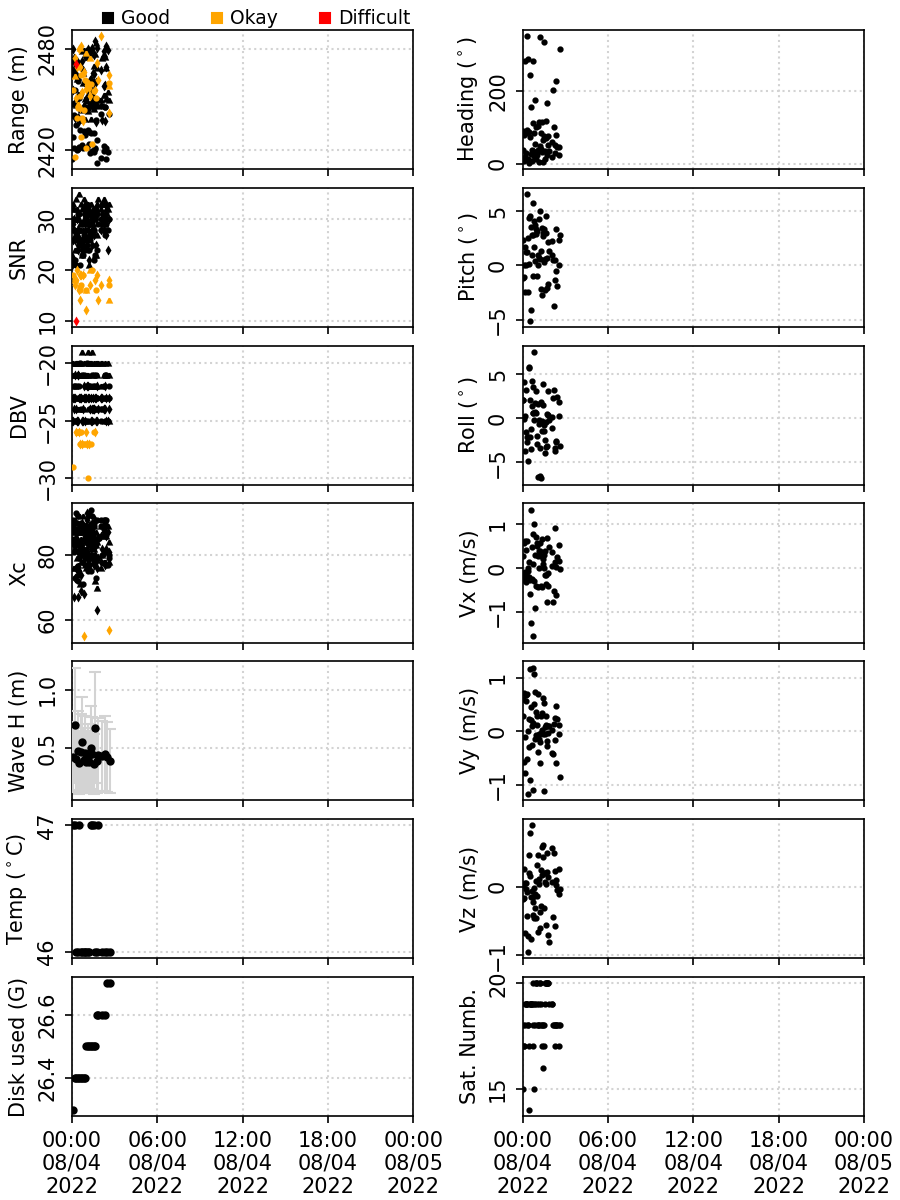 Good Okay Difficult
Range (m)
2480
2420
Heading (°)
200
0
SNR
30
20
10
Pitch (°)
5
0
−5
DBV
−20
−25
−30
Roll (°)
5
0
−5
Xc
80
60
Vx (m/s)
1
0
−1
Wave H (m)
1.0
0.5
Vy (m/s)
1
0
−1
Temp (°C)
47
46
Vz (m/s)
0
−1
Disk used (G)
26.6
26.4
Sat. Numb.
20
15
00:00 06:00 12:00 18:00 00:00
08/04 08/04 08/04 08/04 08/05
2022 2022 2022 2022 2022
00:00 06:00 12:00 18:00 00:00
08/04 08/04 08/04 08/04 08/05
2022 2022 2022 2022 2022